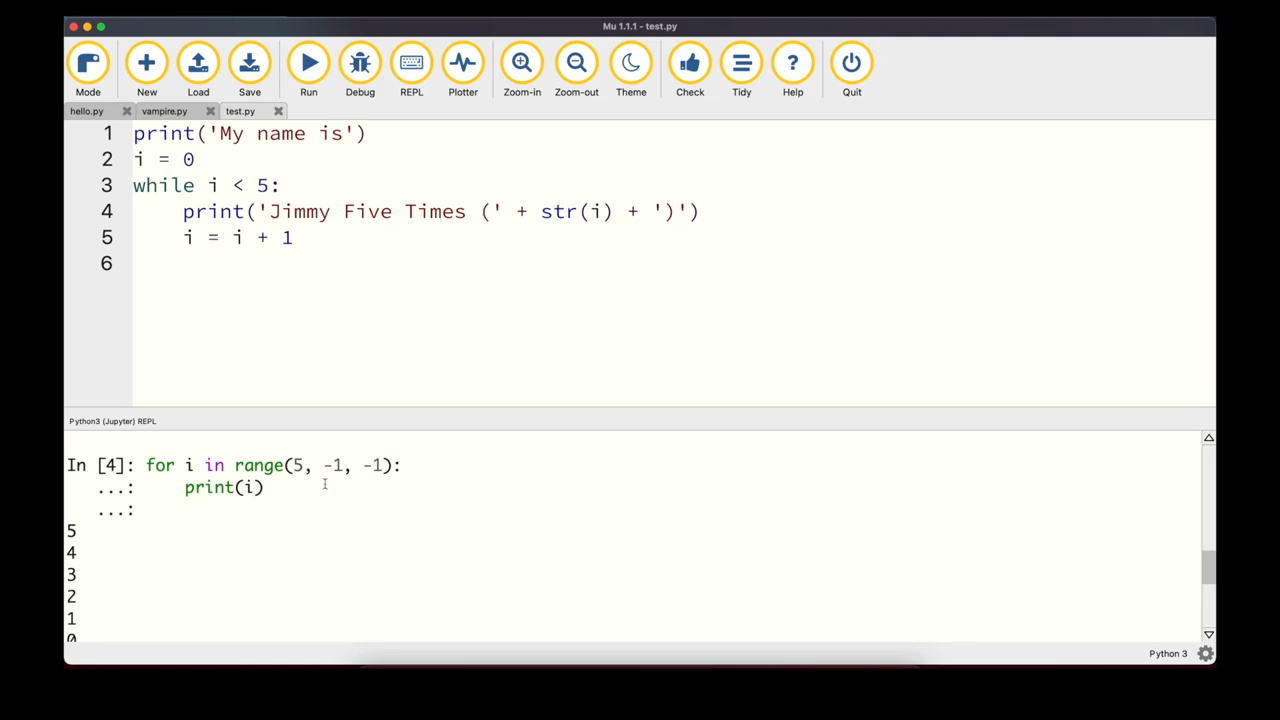 Mu 1.1.1 - test.py
Mode New Load Save Run Debug REPL Plotter Zoom-in Zoom-out Theme Check Tidy Help Quit
hello.py vampire.py test.py
1 print('My name is')
2 i = 0
3 while i < 5:
4     print('Jimmy Five Times (' + str(i) + ')')
5     i = i + 1
6
Python3 (Jupyter) REPL
In [4]: for i in range(5, -1, -1):
   ...:     print(i)
   ...:
5
4
3
2
1
0
Python 3